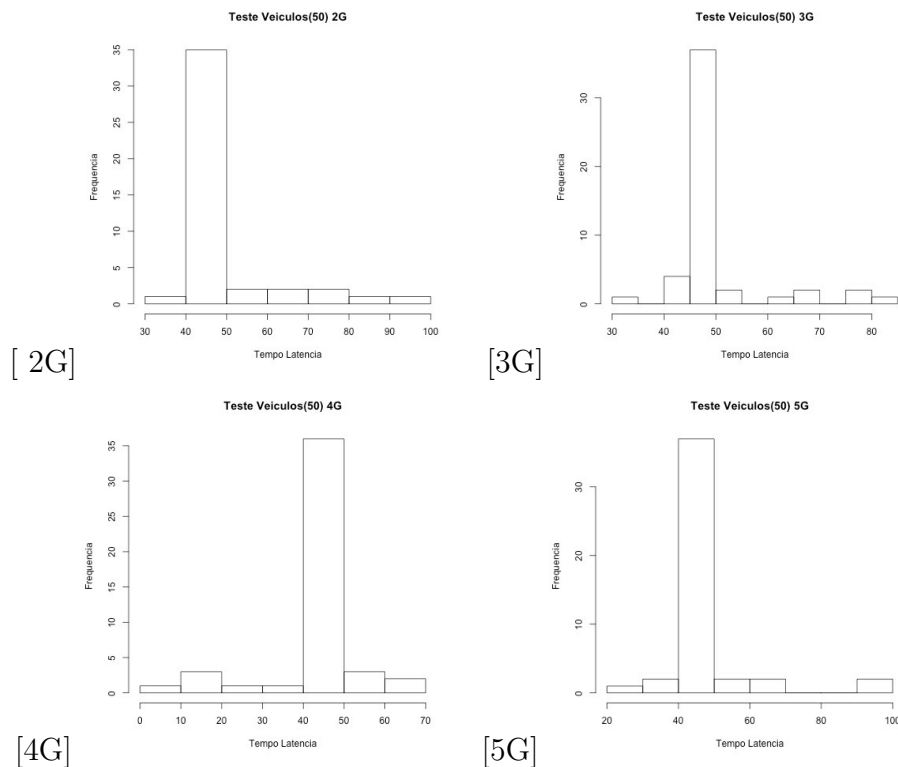 Teste Veiculos(50) 2G
Frequencia
0 5 10 15 20 25 30 35
30 40 50 60 70 80 90 100
Tempo Latencia
[ 2G]
Teste Veiculos(50) 3G
Frequencia
0 10 20 30
30 40 50 60 70 80
Tempo Latencia
[3G]
Teste Veiculos(50) 4G
Frequencia
0 5 10 15 20 25 30 35
0 10 20 30 40 50 60 70
Tempo Latencia
[4G]
Teste Veiculos(50) 5G
Frequencia
0 10 20 30
20 40 60 80 100
Tempo Latencia
[5G]